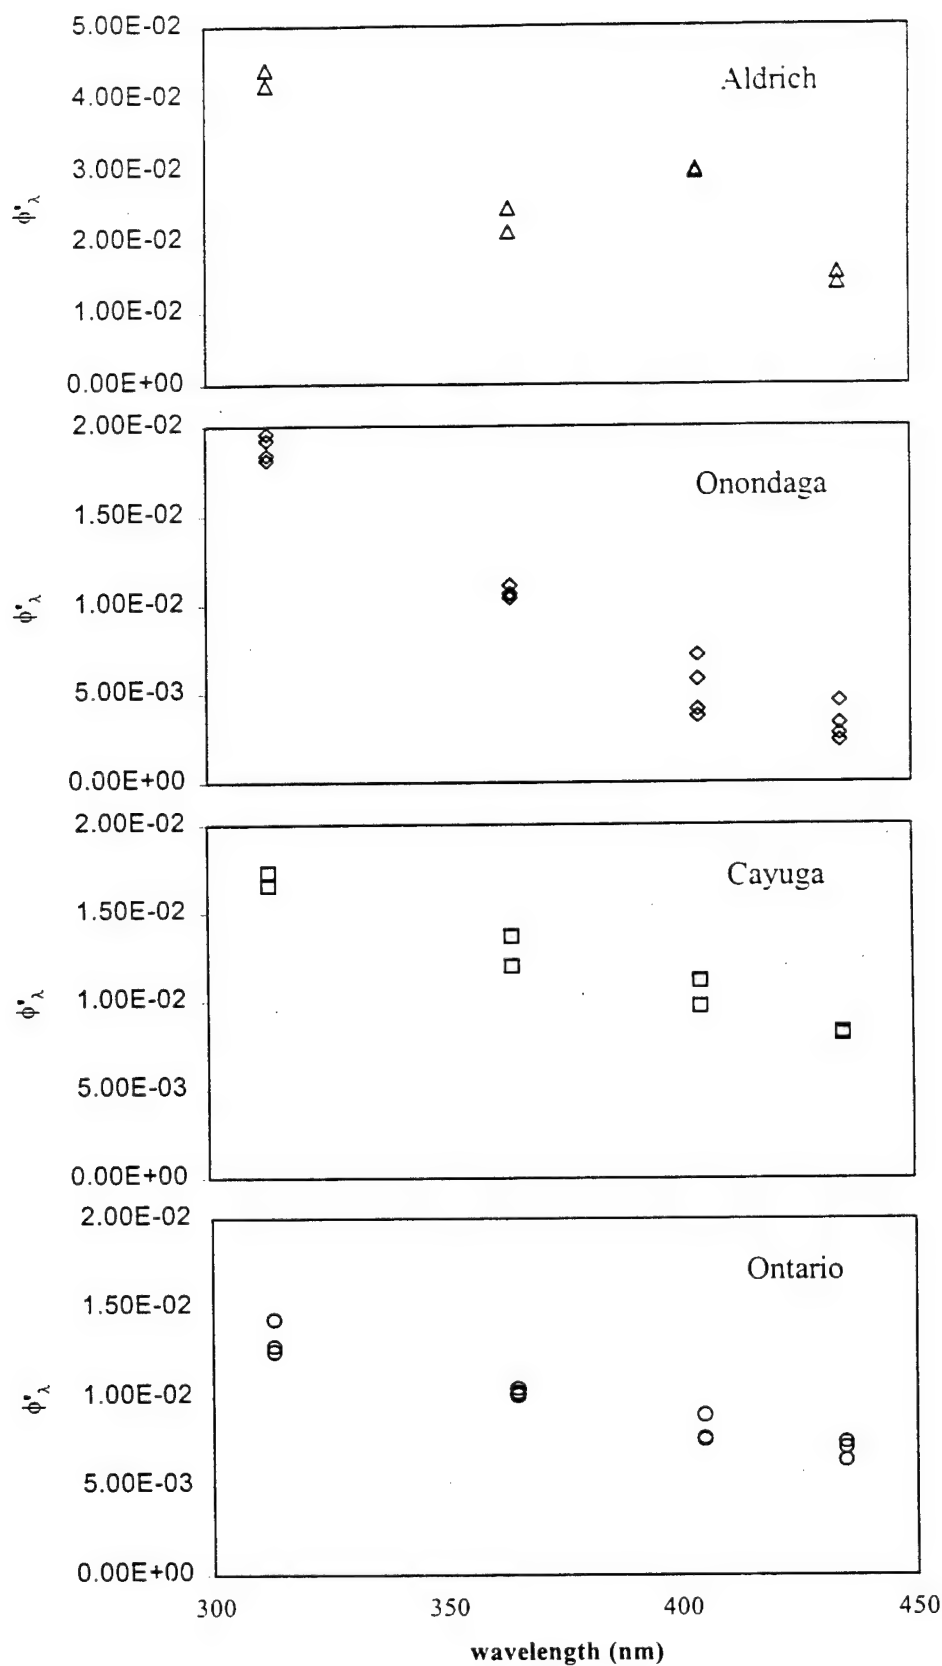 5.00E-02
Aldrich
4.00E-02
3.00E-02
ϕ'λ
2.00E-02
1.00E-02
0.00E+00
2.00E-02
Onondaga
1.50E-02
ϕ'λ
1.00E-02
5.00E-03
0.00E+00
2.00E-02
Cayuga
1.50E-02
ϕ'λ
1.00E-02
5.00E-03
0.00E+00
2.00E-02
Ontario
1.50E-02
ϕ'λ
1.00E-02
5.00E-03
0.00E+00
300 350 400 450
wavelength (nm)